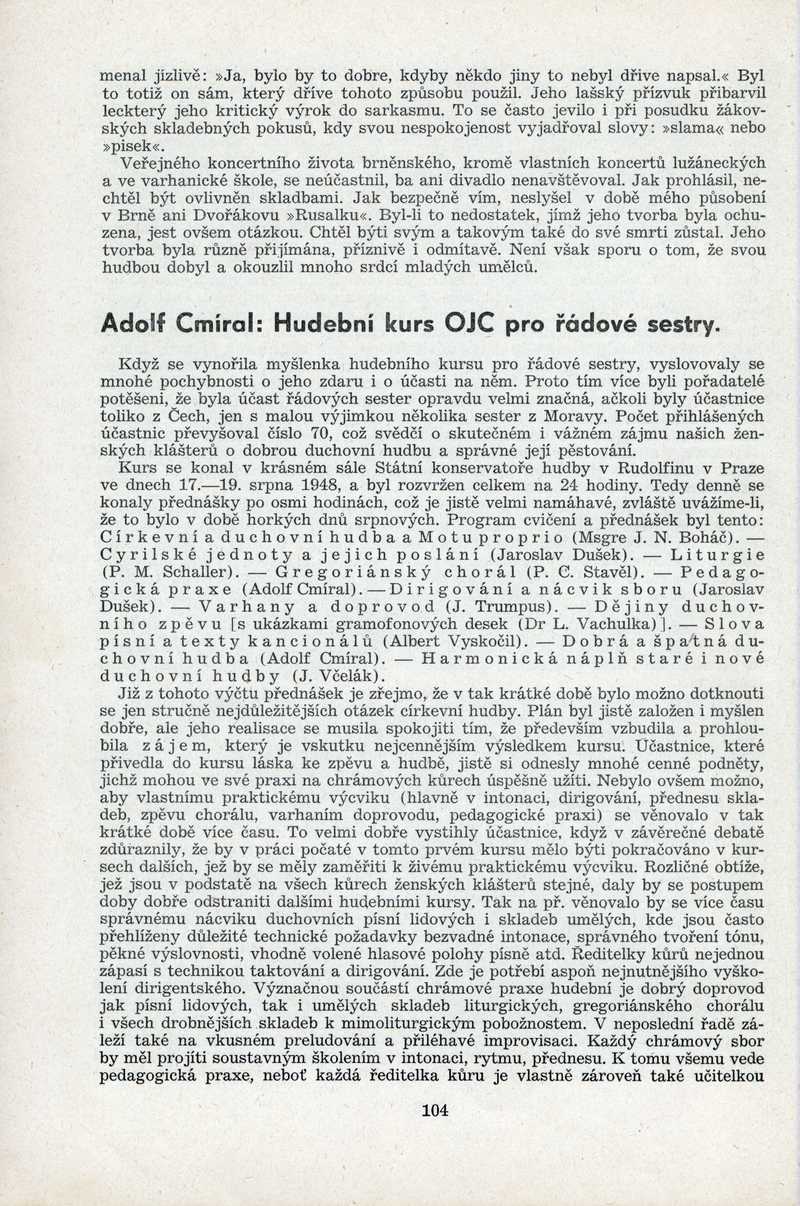 menal jizlivě: »Ja, bylo by to dobre, kdyby někdo jiny to nebyl dřive napsal.« Byl
to totiž on sám, který dříve tohoto způsobu použil. Jeho lašský přízvuk přibarvil
leckterý jeho kritický výrok do sarkasmu. To se často jevilo i při posudku žákov-
ských skladebných pokusů, kdy svou nespokojenost vyjadřoval slovy: »slama« nebo
»pisek«.
Veřejného koncertního života brněnského, kromě vlastních koncertů lužáneckých
a ve varhanické škole, se neúčastnil, ba ani divadlo nenavštěvoval. Jak prohlásil, ne-
chtěl být ovlivněn skladbami. Jak bezpečně vím, neslyšel v době mého působení
v Brně ani Dvořákovu »Rusalku«. Byl-li to nedostatek, jímž jeho tvorba byla ochu-
zena, jest ovšem otázkou. Chtěl býti svým a takovým také do své smrti zůstal. Jeho
tvorba byla různě přijímána, příznivě i odmítavě. Není však sporu o tom, že svou
hudbou dobyl a okouzlil mnoho srdcí mladých umělců.
Adolf Cmíral: Hudební kurs OJC pro řádové sestry.
Když se vynořila myšlenka hudebního kursu pro řádové sestry, vyslovovaly se
mnohé pochybnosti o jeho zdaru i o účasti na něm. Proto tím více byli pořadatelé
potěšeni, že byla účast řádových sester opravdu velmi značná, ačkoli byly účastnice
toliko z Čech, jen s malou výjimkou několika sester z Moravy. Počet přihlášených
účastnic převyšoval číslo 70, což svědčí o skutečném i vážném zájmu našich žen-
ských klášterů o dobrou duchovní hudbu a správné její pěstování.
Kurs se konal v krásném sále Státní konservatoře hudby v Rudolfinu v Praze
ve dnech 17.—19. srpna 1948, a byl rozvržen celkem na 24 hodiny. Tedy denně se
konaly přednášky po osmi hodinách, což je jistě velmi namáhavé, zvláště uvážíme-li,
že to bylo v době horkých dnů srpnových. Program cvičení a přednášek byl tento:
Církevní a duchovní hudba a Motu proprio (Msgre J. N. Boháč). —
Cyrilské jednoty a jejich poslání (Jaroslav Dušek). — Liturgie
(P. M. Schaller). — Gregoriánský chorál (P. C. Stavěl). — Pedago-
gická praxe (Adolf Cmíral). — Dirigování a nácvik sboru (Jaroslav
Dušek). — Varhany a doprovod (J. Trumpus). — Dějiny duchov-
ního zpěvu [s ukázkami gramofonových desek (Dr L. Vachulka)]. — Slova
písní a texty kancionálů (Albert Vyskočil). — Dobrá a špatná du-
chovní hudba (Adolf Cmíral). — Harmonická náplň staré i nové
duchovní hudby (J. Včelák).
Již z tohoto výčtu přednášek je zřejmo, že v tak krátké době bylo možno dotknouti
se jen stručně nejdůležitějších otázek církevní hudby. Plán byl jistě založen i myšlen
dobře, ale jeho realisace se musila spokojiti tím, že především vzbudila a prohlou-
bila zájem, který je vskutku nejcennějším výsledkem kursu. Účastnice, které
přivedla do kursu láska ke zpěvu a hudbě, jistě si odnesly mnohé cenné podněty,
jichž mohou ve své praxi na chrámových kůrech úspěšně užíti. Nebylo ovšem možno,
aby vlastnímu praktickému výcviku (hlavně v intonaci, dirigování, přednesu skla-
deb, zpěvu chorálu, varhaním doprovodu, pedagogické praxi) se věnovalo v tak
krátké době více času. To velmi dobře vystihly účastnice, když v závěrečné debatě
zdůraznily, že by v práci počaté v tomto prvém kursu mělo býti pokračováno v kur-
sech dalších, jež by se měly zaměřiti k živému praktickému výcviku. Rozličné obtíže,
jež jsou v podstatě na všech kůrech ženských klášterů stejné, daly by se postupem
doby dobře odstraniti dalšími hudebními kursy. Tak na př. věnovalo by se více času
správnému nácviku duchovních písní lidových i skladeb umělých, kde jsou často
přehlíženy důležité technické požadavky bezvadné intonace, správného tvoření tónu,
pěkné výslovnosti, vhodně volené hlasové polohy písně atd. Ředitelky kůrů nejednou
zápasí s technikou taktování a dirigování. Zde je potřebí aspoň nejnutnějšího vyško-
lení dirigentského. Význačnou součástí chrámové praxe hudební je dobrý doprovod
jak písní lidových, tak i umělých skladeb liturgických, gregoriánského chorálu
i všech drobnějších skladeb k mimoliturgickým pobožnostem. V neposlední řadě zá-
leží také na vkusném preludování a přiléhavé improvisaci. Každý chrámový sbor
by měl projíti soustavným školením v intonaci, rytmu, přednesu. K tomu všemu vede
pedagogická praxe, neboť každá ředitelka kůru je vlastně zároveň také učitelkou
104